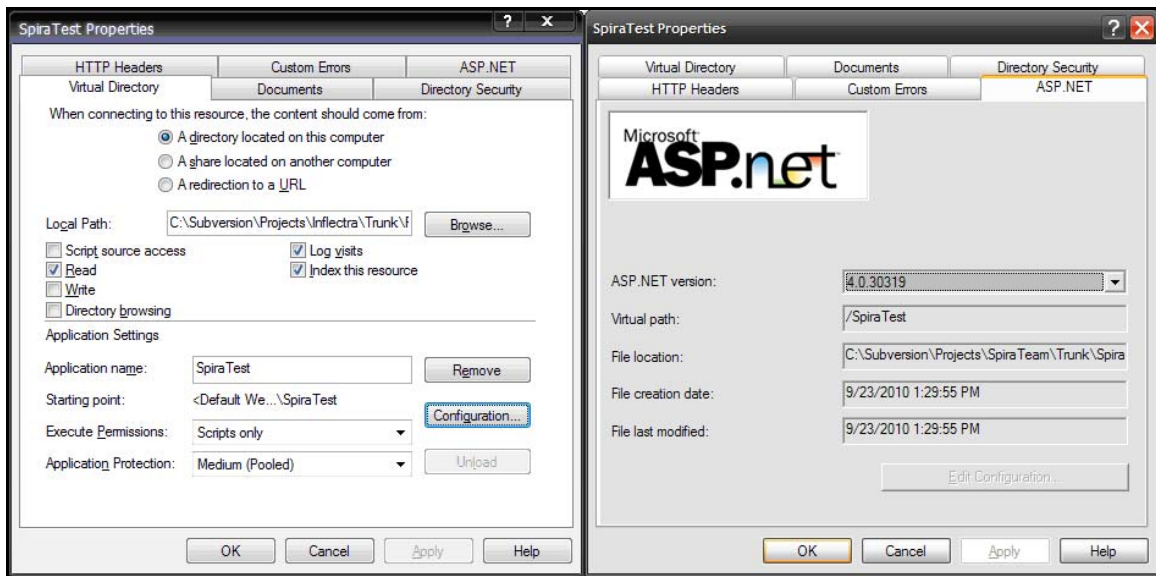 SpiraTest Properties
HTTP Headers Custom Errors ASP.NET
Virtual Directory Documents Directory Security
When connecting to this resource, the content should come from:
A directory located on this computer
A share located on another computer
A redirection to a URL
Local Path: C:\Subversion\Projects\Inflectra\Trunk\F Browse...
Script source access Log visits
Read Index this resource
Write
Directory browsing
Application Settings
Application name: SpiraTest Remove
Starting point: <Default We...\SpiraTest
Configuration...
Execute Permissions: Scripts only
Application Protection: Medium (Pooled) Unload
OK Cancel Apply Help
SpiraTest Properties
Virtual Directory Documents Directory Security
HTTP Headers Custom Errors ASP.NET
Microsoft
ASP.net
ASP.NET version: 4.0.30319
Virtual path: /SpiraTest
File location: C:\Subversion\Projects\SpiraTeam\Trunk\Spira
File creation date: 9/23/2010 1:29:55 PM
File last modified: 9/23/2010 1:29:55 PM
Edit Configuration...
OK Cancel Apply Help